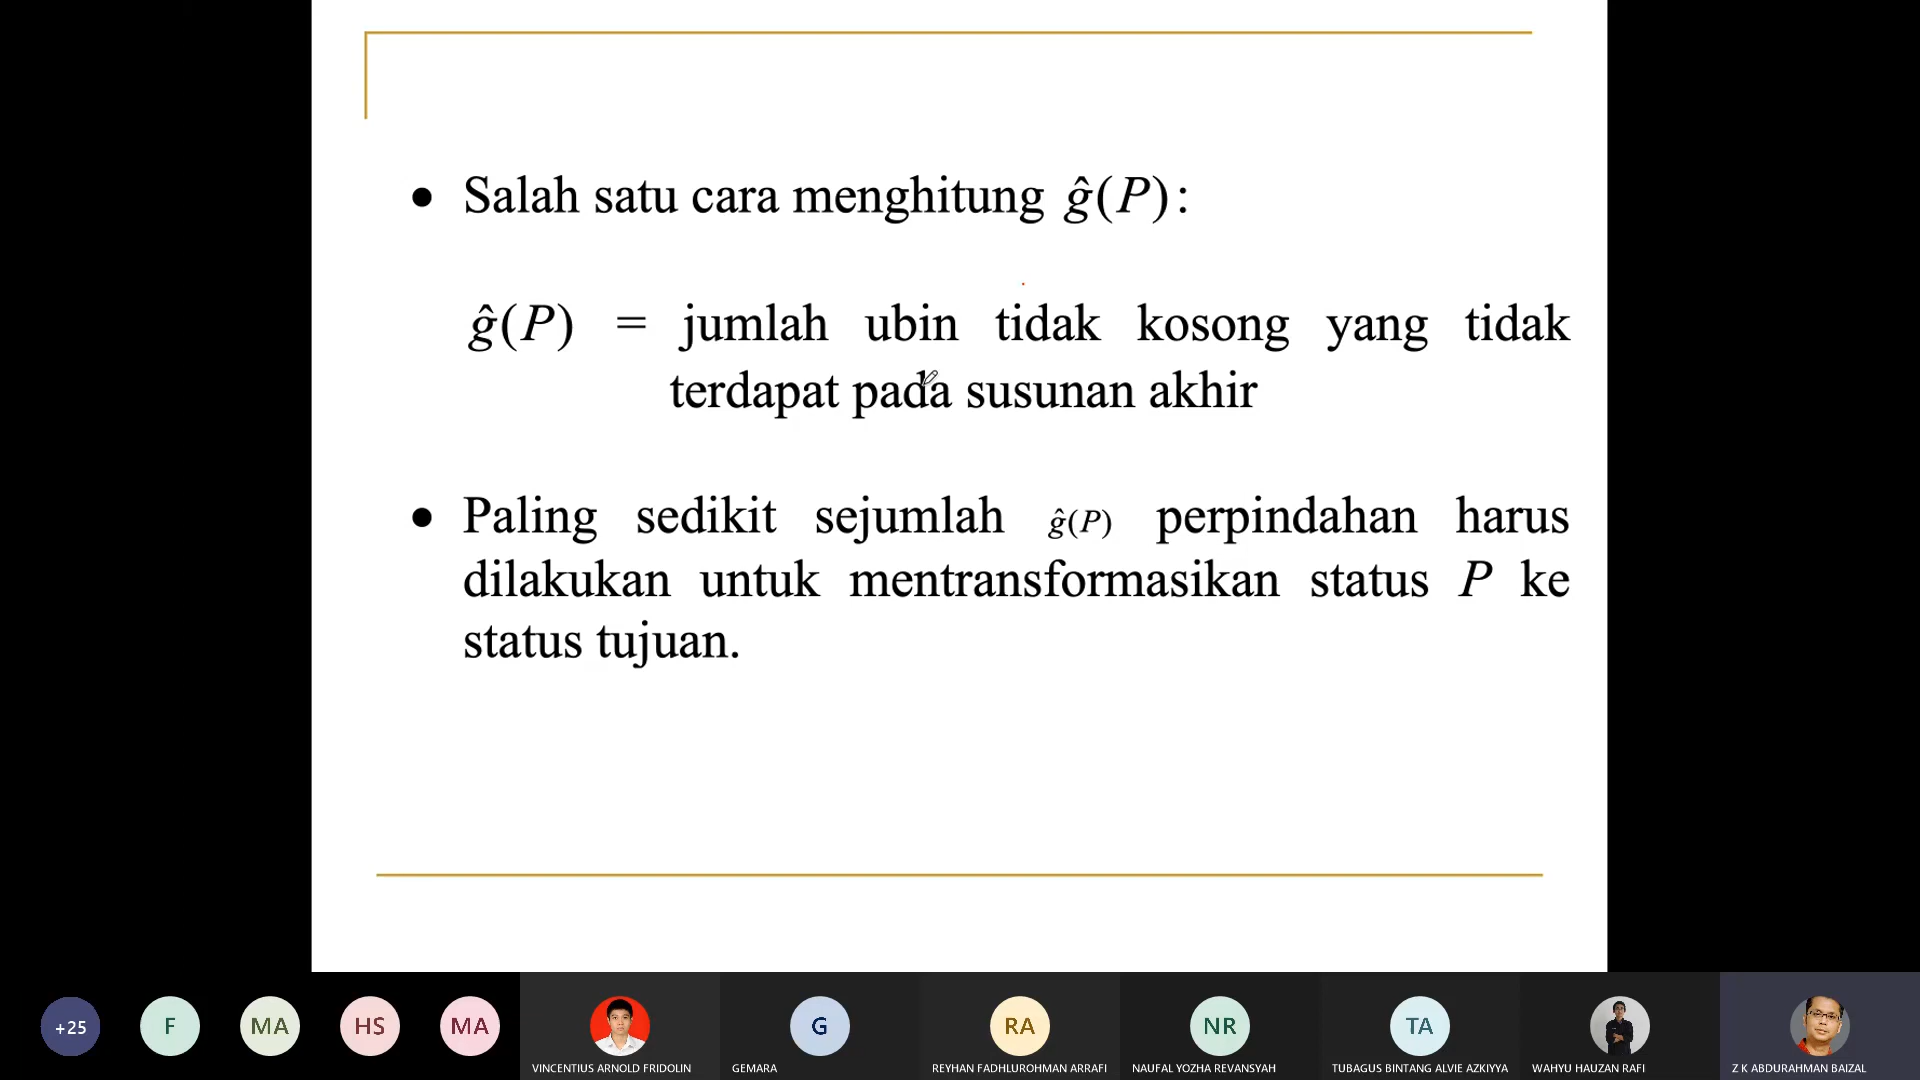 • Salah satu cara menghitung ĝ(P):
ĝ(P) = jumlah ubin tidak kosong yang tidak
terdapat pada susunan akhir
• Paling sedikit sejumlah ĝ(P) perpindahan harus
dilakukan untuk mentransformasikan status P ke
status tujuan.
+25 F MA HS MA G RA NR TA
VINCENTIUS ARNOLD FRIDOLIN GEMARA REYHAN FADHLUROHMAN ARRAFI NAUFAL YOZHA REVANSYAH TUBAGUS BINTANG ALVIE AZKIYYA WAHYU HAUZAN RAFI Z K ABDURAHMAN BAIZAL